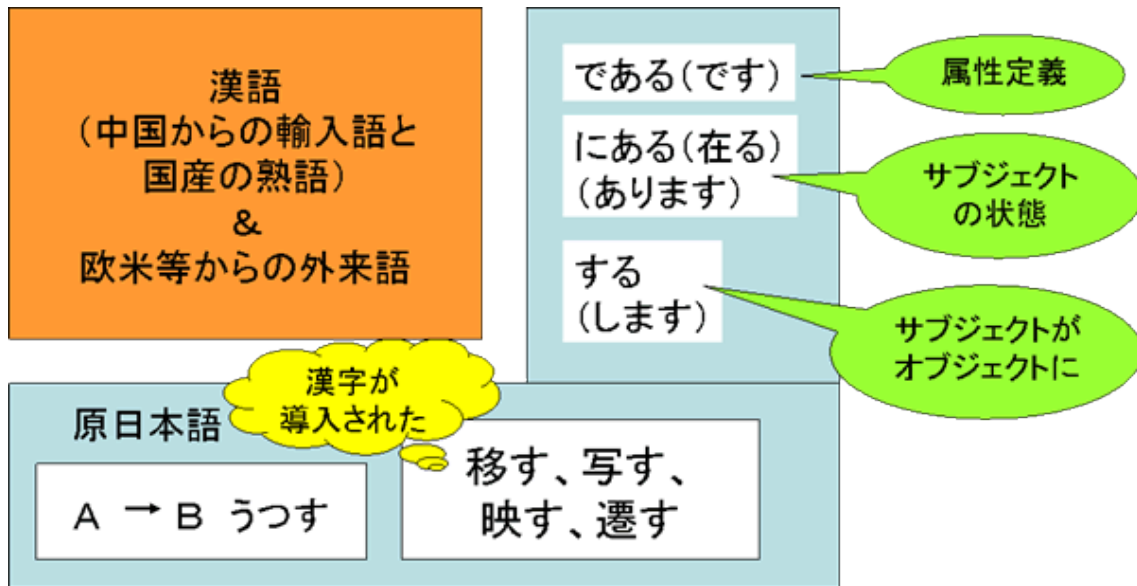 漢語
（中国からの輸入語と
国産の熟語）
＆
欧米等からの外来語
である（です）
にある（在る）
（あります）
する
（します）
属性定義
サブジェクト
の状態
サブジェクトが
オブジェクトに
漢字が
導入された
原日本語
A → B うつす
移す、写す、
映す、遷す